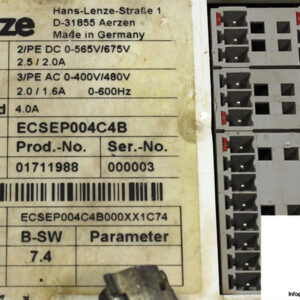 ze
Hans-Lenze-Straße 1
D-31855 Aerzen
Made in Germany
2/PE DC 0-565V/675V
2.5 / 2.0A
3/PE AC 0-400V/480V
2.0 / 1.6A 0-600Hz
d 4.0A
ECSEP004C4B
Prod.-No. Ser.-No.
01711988 000003
ECSEP004C4B000XX1C74
B-SW Parameter
7.4